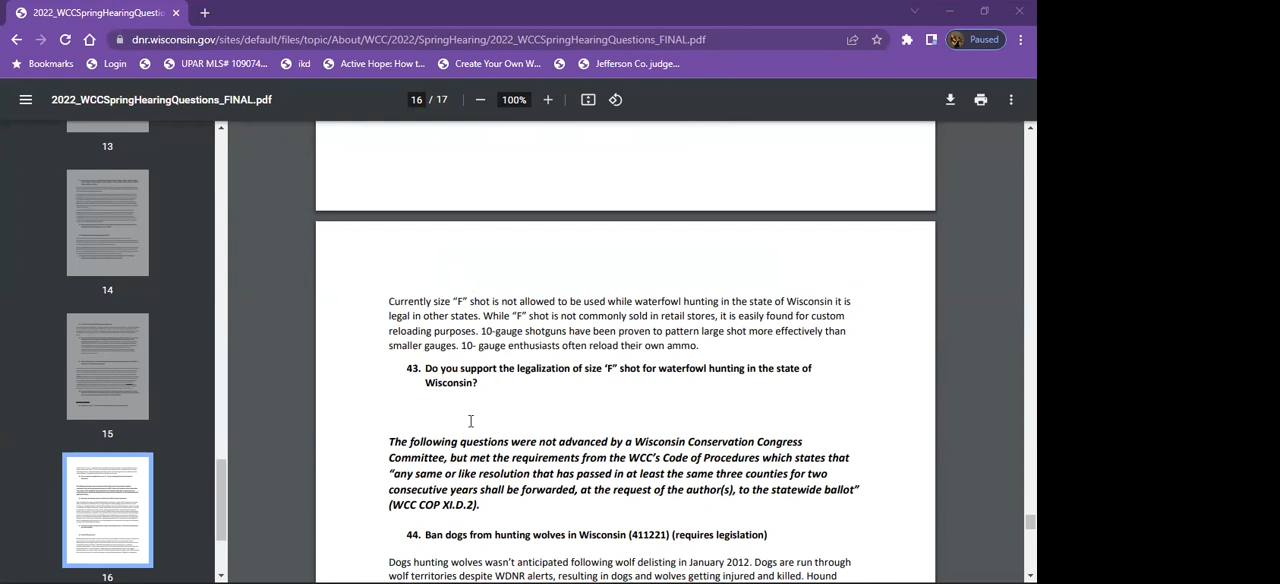 2022_WCCSpringHearingQuestio
dnr.wisconsin.gov/sites/default/files/topic/About/WCC/2022/SpringHearing/2022_WCCSpringHearingQuestions_FINAL.pdf
Paused
Bookmarks
Login
UPAR MLS# 109074...
ikd
Active Hope: How t...
Create Your Own W...
Jefferson Co. judge...
2022_WCCSpringHearingQuestions_FINAL.pdf
16 / 17
100%
13
14
15
16
Currently size “F” shot is not allowed to be used while waterfowl hunting in the state of Wisconsin it is
legal in other states. While “F” shot is not commonly sold in retail stores, it is easily found for custom
reloading purposes. 10-gauge shotguns have been proven to pattern large shot more effectively than
smaller gauges. 10- gauge enthusiasts often reload their own ammo.
43. Do you support the legalization of size ‘F” shot for waterfowl hunting in the state of
Wisconsin?
The following questions were not advanced by a Wisconsin Conservation Congress
Committee, but met the requirements from the WCC’s Code of Procedures which states that
“any same or like resolution that has passed in at least the same three counties for two
consecutive years shall be forwarded, at the request of the author(s), to the statewide ballot”
(WCC COP XI.D.2).
44. Ban dogs from hunting wolves in Wisconsin (411221) (requires legislation)
Dogs hunting wolves wasn’t anticipated following wolf delisting in January 2012. Dogs are run through
wolf territories despite WDNR alerts, resulting in dogs and wolves getting injured and killed. Hound